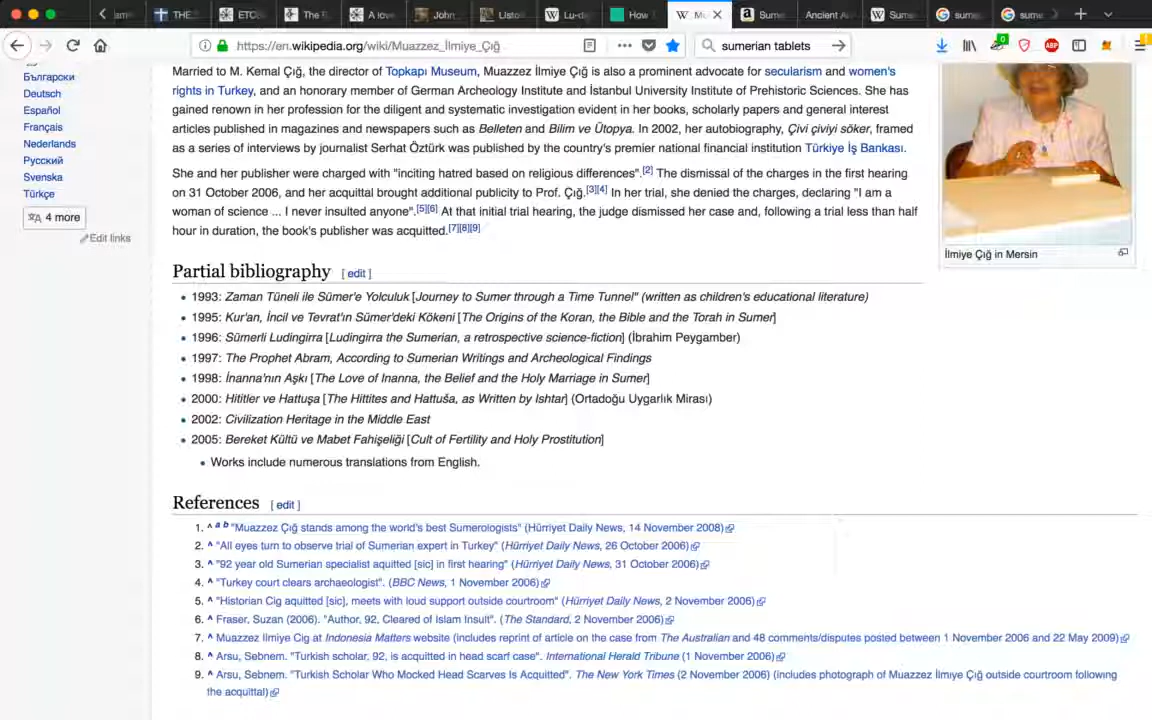 THE
ETC
The
A love
John
Listo
Lu-d
How
W M
Sume
Ancient A
Sum
sume
sume
https://en.wikipedia.org/wiki/Muazzez_İlmiye_Çığ
sumerian tablets
0
ABP
Български
Deutsch
Español
Français
Nederlands
Русский
Svenska
Türkçe
4 more
Edit links
Married to M. Kemal Çığ, the director of Topkapı Museum, Muazzez İlmiye Çığ is also a prominent advocate for secularism and women's
rights in Turkey, and an honorary member of German Archeology Institute and İstanbul University Institute of Prehistoric Sciences. She has
gained renown in her profession for the diligent and systematic investigation evident in her books, scholarly papers and general interest
articles published in magazines and newspapers such as Belleten and Bilim ve Ütopya. In 2002, her autobiography, Çivi çiviyi söker, framed
as a series of interviews by journalist Serhat Öztürk was published by the country's premier national financial institution Türkiye İş Bankası.
She and her publisher were charged with "inciting hatred based on religious differences".[2] The dismissal of the charges in the first hearing
on 31 October 2006, and her acquittal brought additional publicity to Prof. Çığ.[3][4] In her trial, she denied the charges, declaring "I am a
woman of science ... I never insulted anyone".[5][6] At that initial trial hearing, the judge dismissed her case and, following a trial less than half
hour in duration, the book's publisher was acquitted.[7][8][9]
İlmiye Çığ in Mersin
Partial bibliography [ edit ]
1993: Zaman Tüneli ile Sümer'e Yolculuk [Journey to Sumer through a Time Tunnel" (written as children's educational literature)
1995: Kur'an, İncil ve Tevrat'ın Sümer'deki Kökeni [The Origins of the Koran, the Bible and the Torah in Sumer]
1996: Sümerli Ludingirra [Ludingirra the Sumerian, a retrospective science-fiction] (İbrahim Peygamber)
1997: The Prophet Abram, According to Sumerian Writings and Archeological Findings
1998: İnanna'nın Aşkı [The Love of Inanna, the Belief and the Holy Marriage in Sumer]
2000: Hititler ve Hattuşa [The Hittites and Hattuša, as Written by Ishtar] (Ortadoğu Uygarlık Mirası)
2002: Civilization Heritage in the Middle East
2005: Bereket Kültü ve Mabet Fahişeliği [Cult of Fertility and Holy Prostitution]
Works include numerous translations from English.
References [ edit ]
1. ^ a b "Muazzez Çığ stands among the world's best Sumerologists" (Hürriyet Daily News, 14 November 2008)
2. ^ "All eyes turn to observe trial of Sumerian expert in Turkey" (Hürriyet Daily News, 26 October 2006)
3. ^ "92 year old Sumerian specialist aquitted [sic] in first hearing" (Hürriyet Daily News, 31 October 2006)
4. ^ "Turkey court clears archaeologist". (BBC News, 1 November 2006)
5. ^ "Historian Cig aquitted [sic], meets with loud support outside courtroom" (Hürriyet Daily News, 2 November 2006)
6. ^ Fraser, Suzan (2006). "Author, 92, Cleared of Islam Insult". (The Standard, 2 November 2006)
7. ^ Muazzez Ilmiye Cig at Indonesia Matters website (includes reprint of article on the case from The Australian and 48 comments/disputes posted between 1 November 2006 and 22 May 2009)
8. ^ Arsu, Sebnem. "Turkish scholar, 92, is acquitted in head scarf case". International Herald Tribune (1 November 2006)
9. ^ Arsu, Sebnem. "Turkish Scholar Who Mocked Head Scarves Is Acquitted". The New York Times (2 November 2006) (includes photograph of Muazzez İlmiye Çığ outside courtroom following
the acquittal)